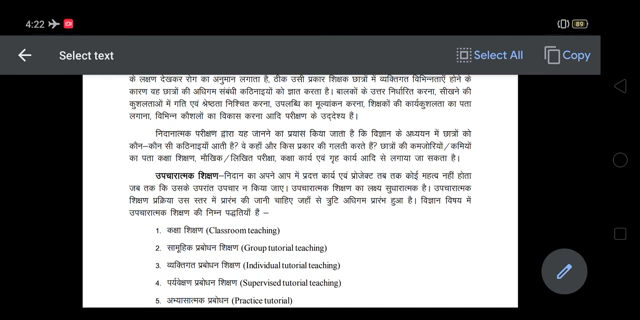 4:22
89
Select text
Select All
Copy
के लक्षण देखकर रोग का अनुमान लगाता है, ठीक उसी प्रकार शिक्षक छात्रों में व्यक्तिगत विभिन्नताएँ होने के
कारण वह छात्रों की अधिगम संबंधी कठिनाइयों को ज्ञात करता है। बालकों के उत्तर निर्धारित करना, सीखने की
कुशलताओं में गति एवं श्रेष्ठता निश्चित करना, उपलब्धि का मूल्यांकन करना, शिक्षकों की कार्यकुशलता का पता
लगाना, विभिन्न कौशलों का विकास करना आदि परीक्षण के उद्देश्य है।
निदानात्मक परीक्षण द्वारा यह जानने का प्रयास किया जाता है कि विज्ञान के अध्ययन में छात्रों को
कौन–कौन सी कठिनाइयाँ आती है? वे कहाँ और किस प्रकार की गलती करते हैं? छात्रों की कमजोरियों/कमियों
का पता कक्षा शिक्षण, मौखिक/लिखित परीक्षा, कक्षा कार्य एवं गृह कार्य आदि से लगाया जा सकता है।
उपचारात्मक शिक्षण–निदान का अपने आप में प्रदत्त कार्य एवं प्रोजेक्ट तब तक कोई महत्व नहीं होता
जब तक कि उसके उपरांत उपचार न किया जाए। उपचारात्मक शिक्षण का लक्ष्य सुधारात्मक है। उपचारात्मक
शिक्षण प्रक्रिया उस स्तर में प्रारंभ की जानी चाहिए जहाँ से त्रुटि अधिगम प्रारंभ हुआ है। विज्ञान विषय में
उपचारात्मक शिक्षण की निम्न पद्धतियाँ हैं –
1. कक्षा शिक्षण (Classroom teaching)
2. सामूहिक प्रबोधन शिक्षण (Group tutorial teaching)
3. व्यक्तिगत प्रबोधन शिक्षण (Individual tutorial teaching)
4. पर्यवेक्षण प्रबोधन शिक्षण (Supervised tutorial teaching)
5. अभ्यासात्मक प्रबोधन (Practice tutorial)